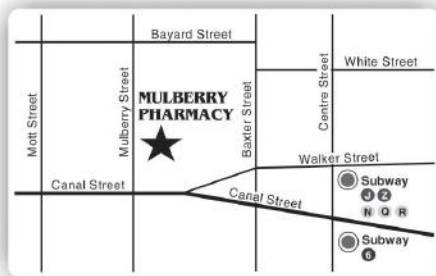 Bayard Street
White Street
Mott Street
Mulberry Street
MULBERRY
PHARMACY
Baxter Street
Centre Street
Walker Street
Canal Street
Canal Street
Subway
J Z
N Q R
Subway
6